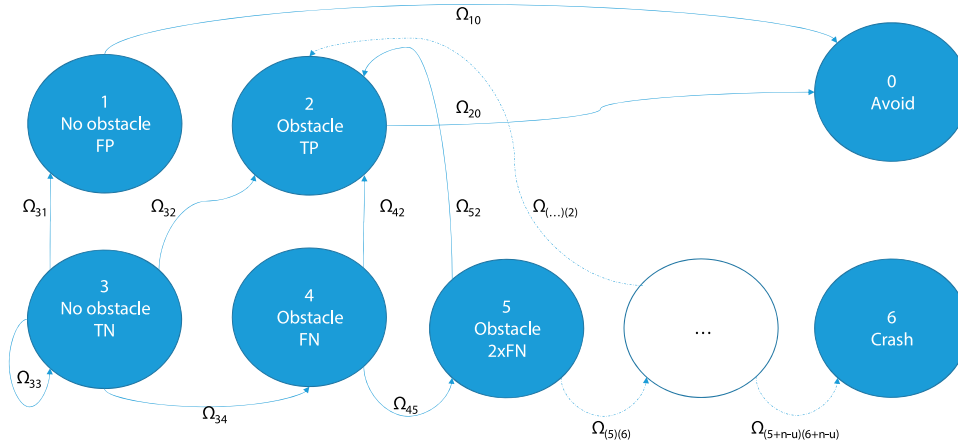 Ω10
1
No obstacle
FP
2
Obstacle
TP
Ω20
0
Avoid
Ω31
Ω32
Ω42
Ω52
Ω(...)(2)
3
No obstacle
TN
4
Obstacle
FN
5
Obstacle
2xFN
...
6
Crash
Ω33
Ω34
Ω45
Ω(5)(6)
Ω(5+n-u)(6+n-u)